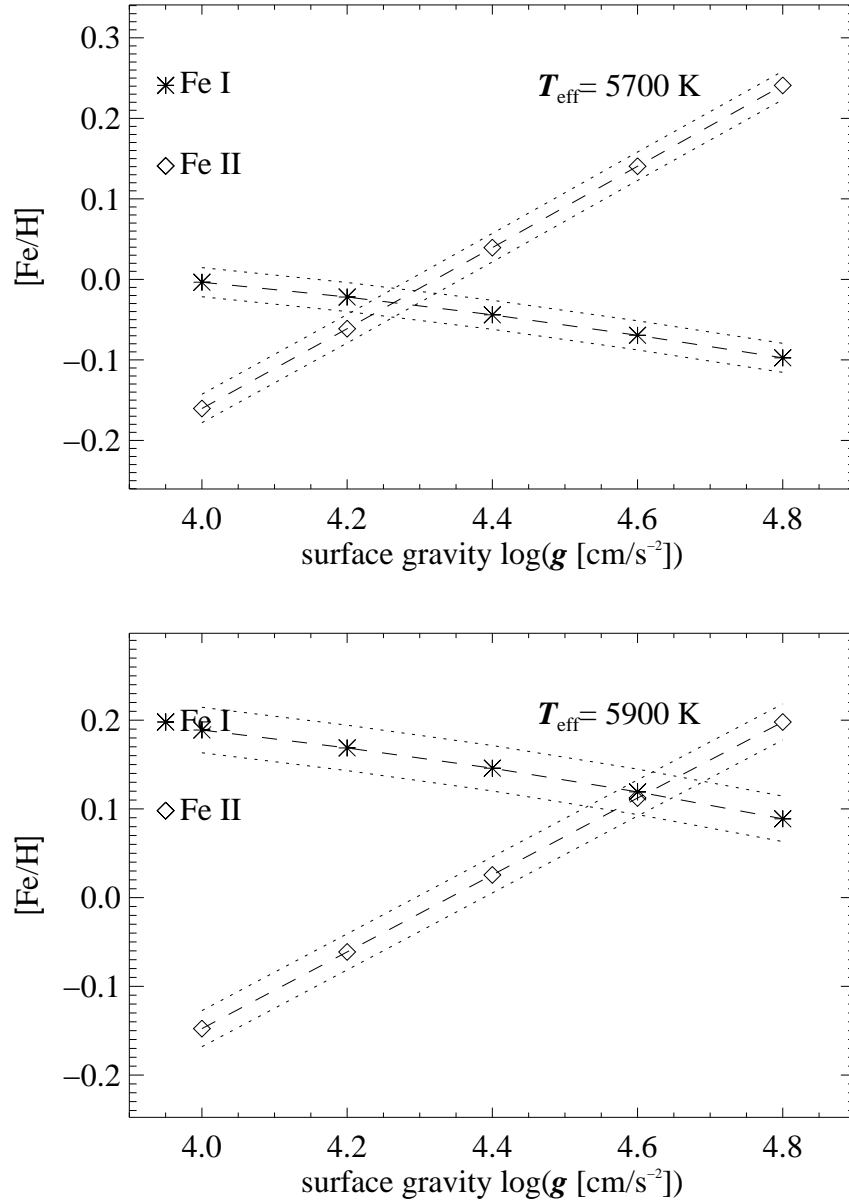 0.3
Fe I
T eff = 5700 K
0.2
Fe II
0.1
[Fe/H]
0.0
−0.1
−0.2
4.0 4.2 4.4 4.6 4.8
surface gravity log(g [cm/s⁻²])
0.2
Fe I
T eff = 5900 K
0.1
Fe II
[Fe/H]
0.0
−0.1
−0.2
4.0 4.2 4.4 4.6 4.8
surface gravity log(g [cm/s⁻²])